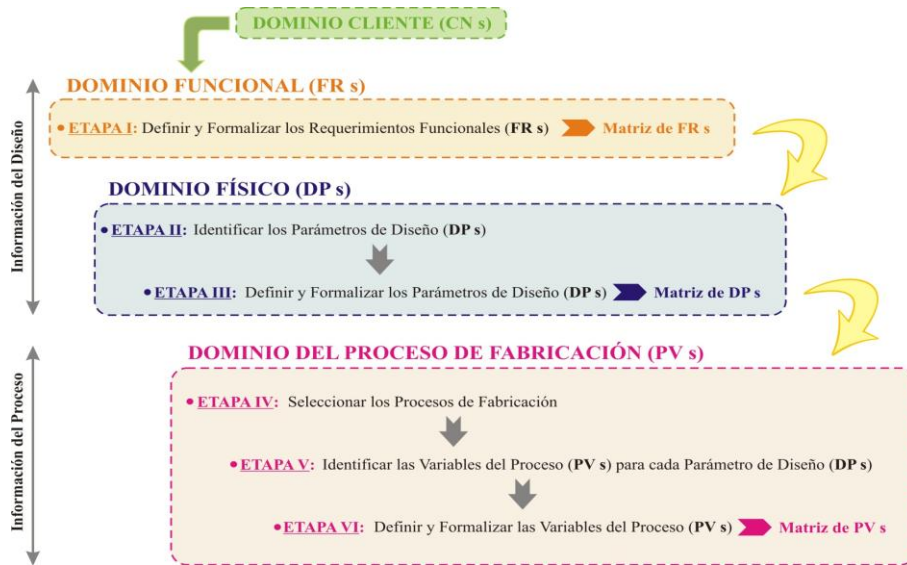 DOMINIO CLIENTE (CN s)
DOMINIO FUNCIONAL (FR s)
• ETAPA I: Definir y Formalizar los Requerimientos Funcionales (FR s) Matriz de FR s
DOMINIO FÍSICO (DP s)
• ETAPA II: Identificar los Parámetros de Diseño (DP s)
• ETAPA III: Definir y Formalizar los Parámetros de Diseño (DP s) Matriz de DP s
Información del Diseño
DOMINIO DEL PROCESO DE FABRICACIÓN (PV s)
• ETAPA IV: Seleccionar los Procesos de Fabricación
• ETAPA V: Identificar las Variables del Proceso (PV s) para cada Parámetro de Diseño (DP s)
• ETAPA VI: Definir y Formalizar las Variables del Proceso (PV s) Matriz de PV s
Información del Proceso